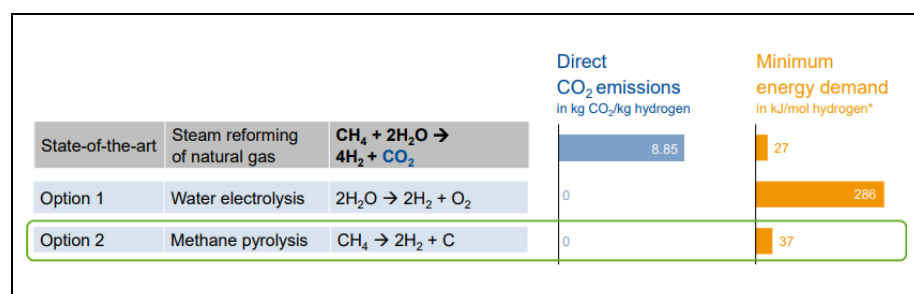 Direct
CO₂ emissions
in kg CO₂/kg hydrogen
Minimum
energy demand
in kJ/mol hydrogen*
State-of-the-art
Steam reforming
of natural gas
CH₄ + 2H₂O →
4H₂ + CO₂
8.85
27
Option 1
Water electrolysis
2H₂O → 2H₂ + O₂
0
286
Option 2
Methane pyrolysis
CH₄ → 2H₂ + C
0
37